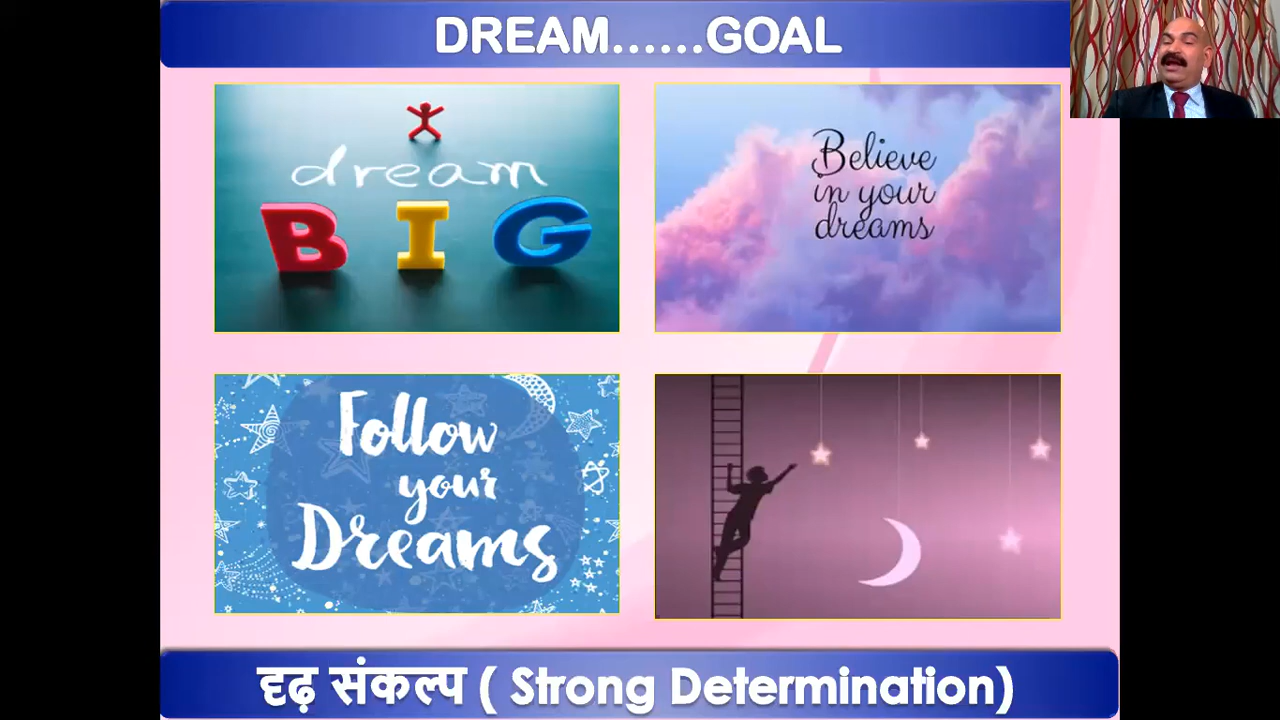 DREAM......GOAL
dream
BIG
Believe
in your
dreams
Follow
your
Dreams
दृढ़ संकल्प ( Strong Determination)